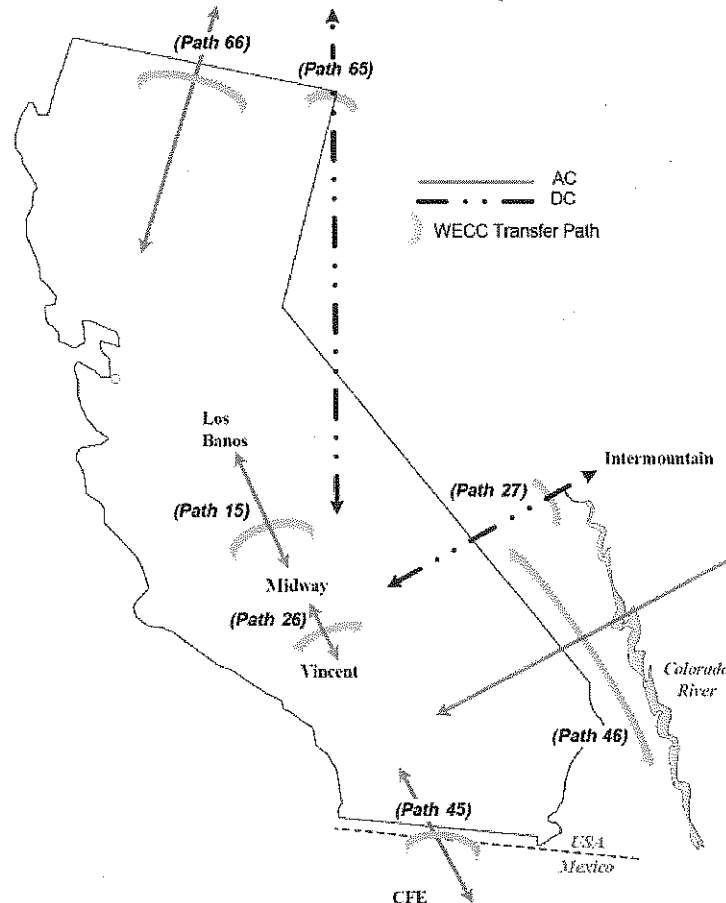 (Path 66)
(Path 65)
AC
DC
WECC Transfer Path
Los
Banos
Intermountain
(Path 27)
(Path 15)
Midway
(Path 26)
Vincent
Colorado
River
(Path 46)
(Path 45)
USA
Mexico
CFE